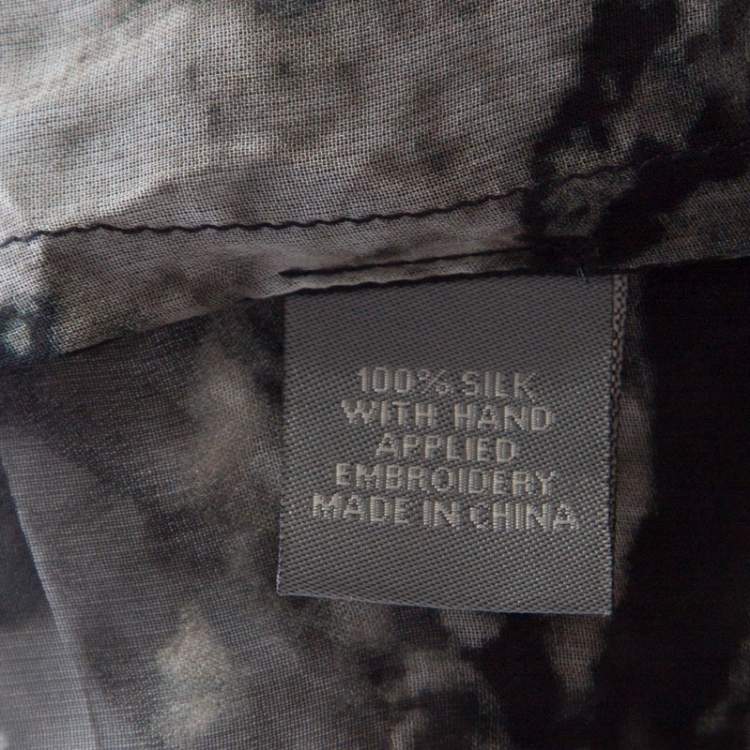 100% SILK
WITH HAND
APPLIED
EMBROIDERY
MADE IN CHINA